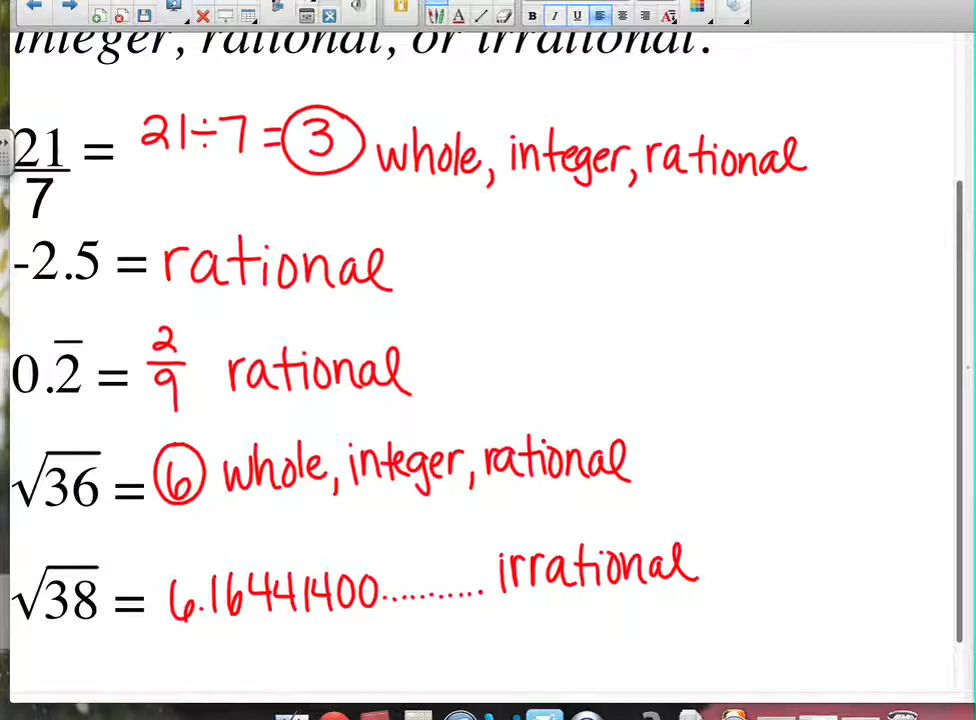 integer, rational, or irrational.
21/7 = 21÷7 = 3 whole, integer, rational
-2.5 = rational
0.2̅ = 2/9 rational
√36 = 6 whole, integer, rational
√38 = 6.16441400........... irrational